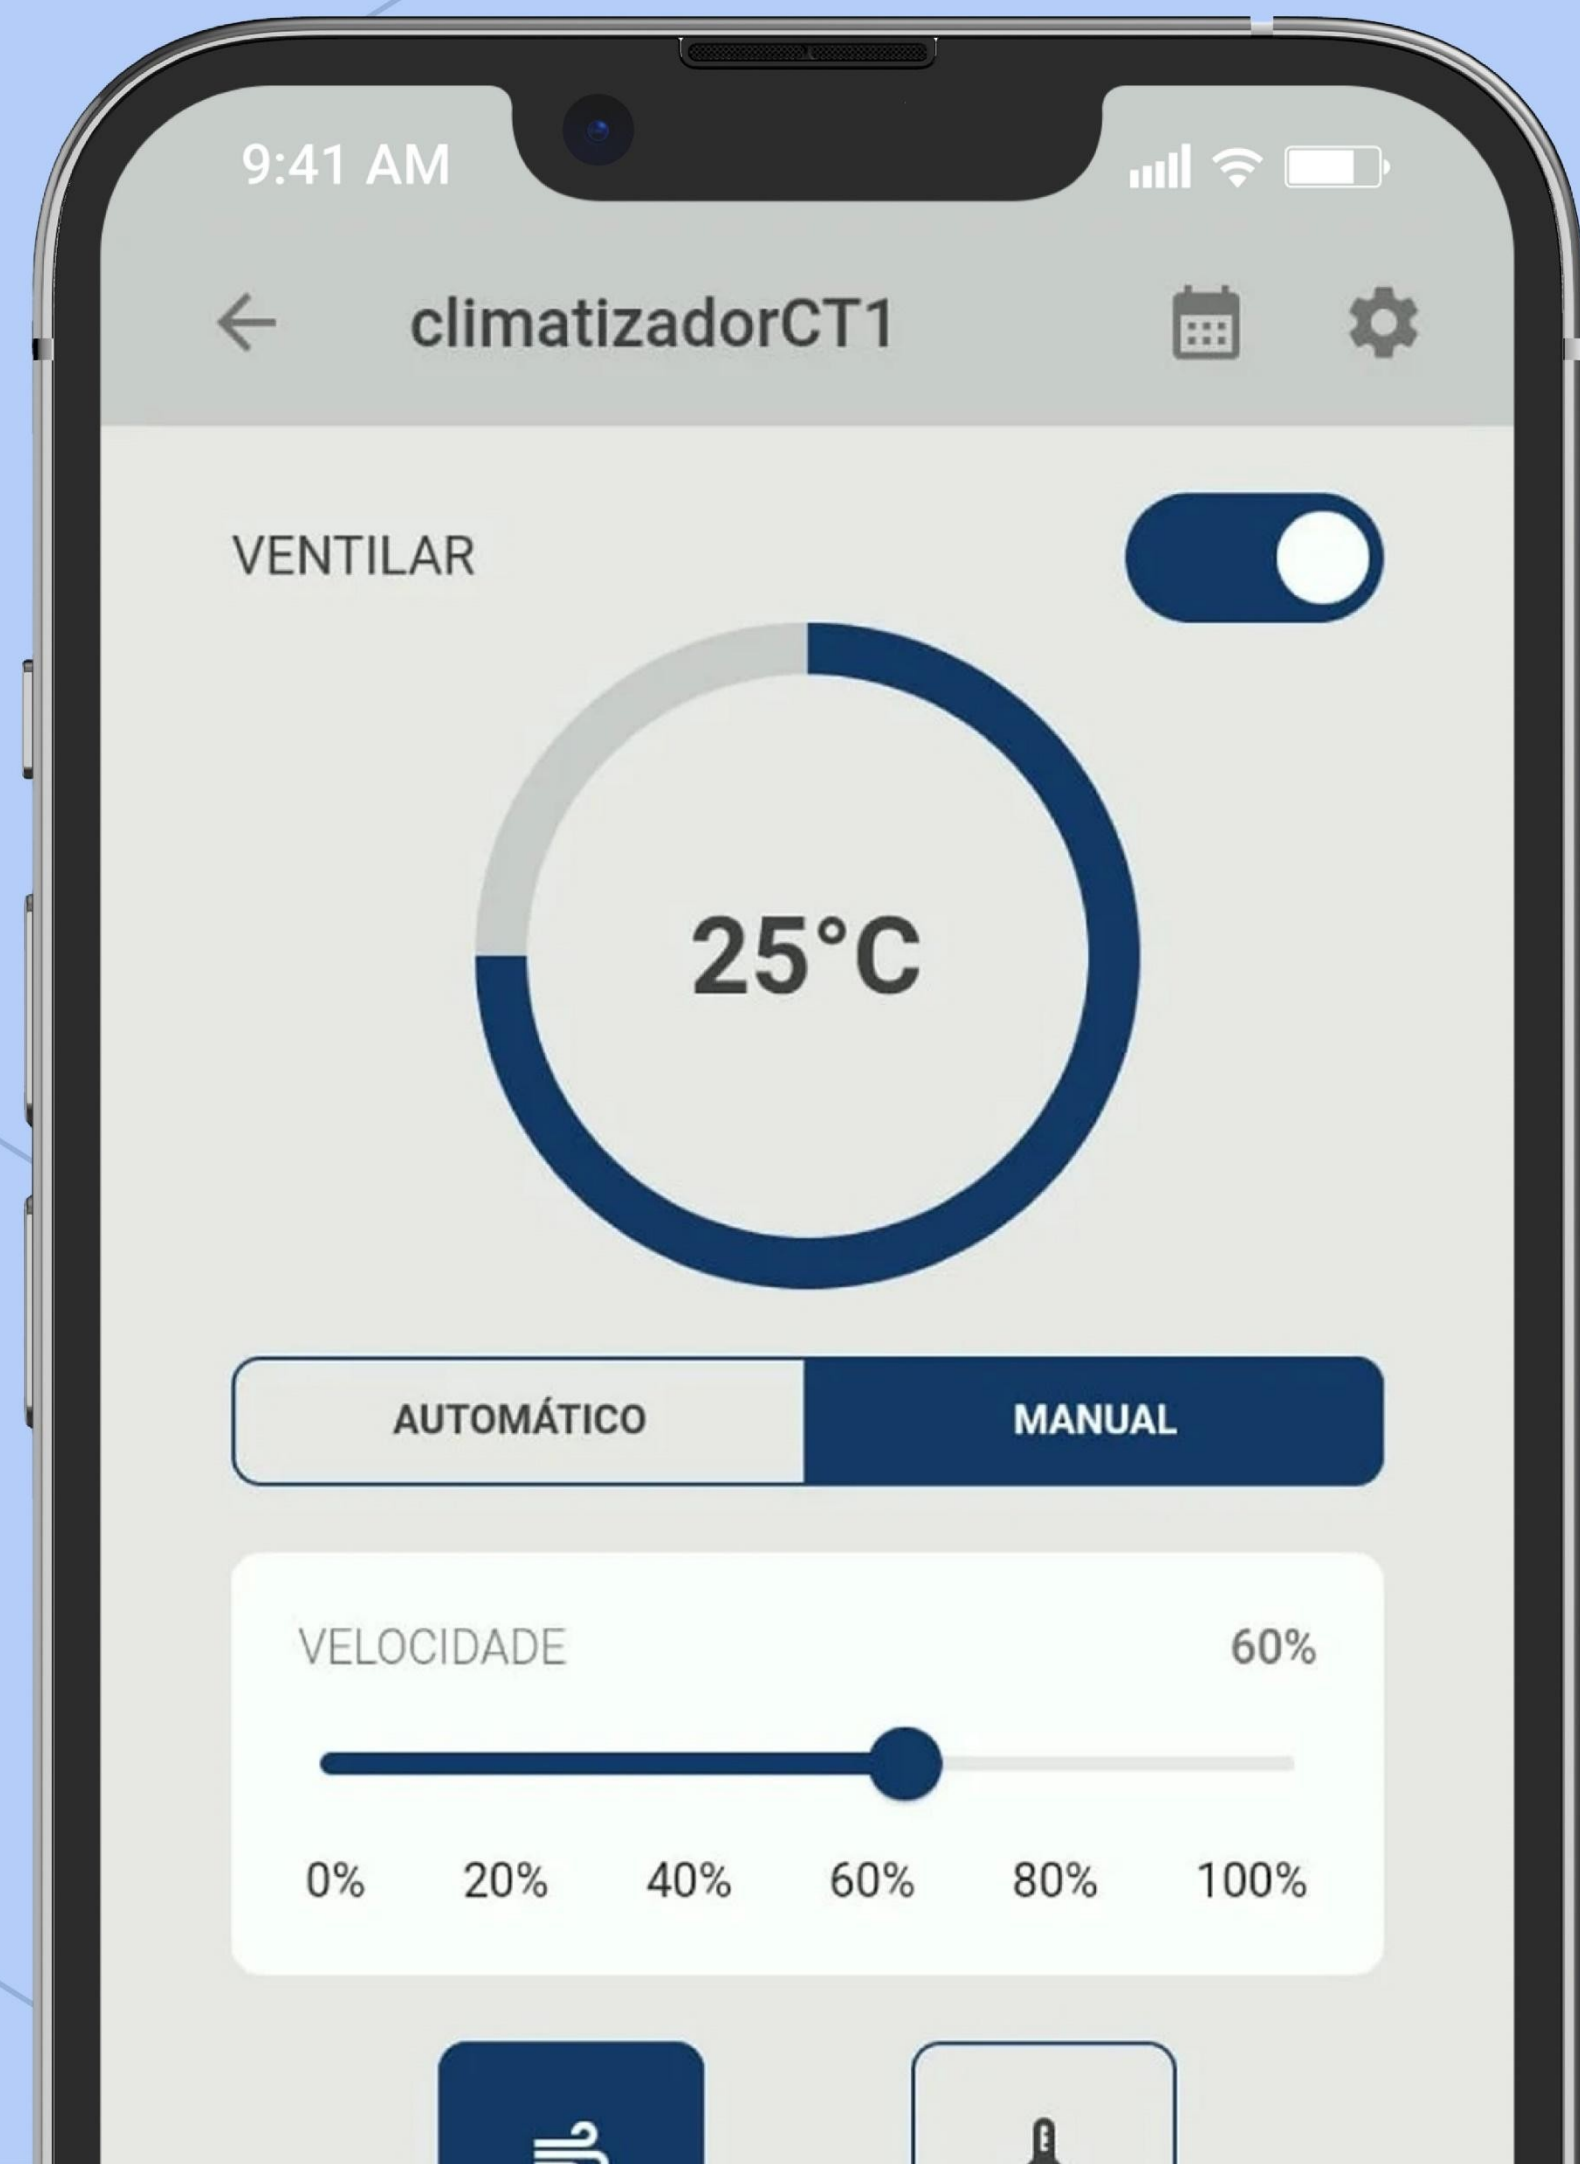 9:41 AM
climatizadorCT1
VENTILAR
25°C
AUTOMÁTICO MANUAL
VELOCIDADE 60%
0% 20% 40% 60% 80% 100%